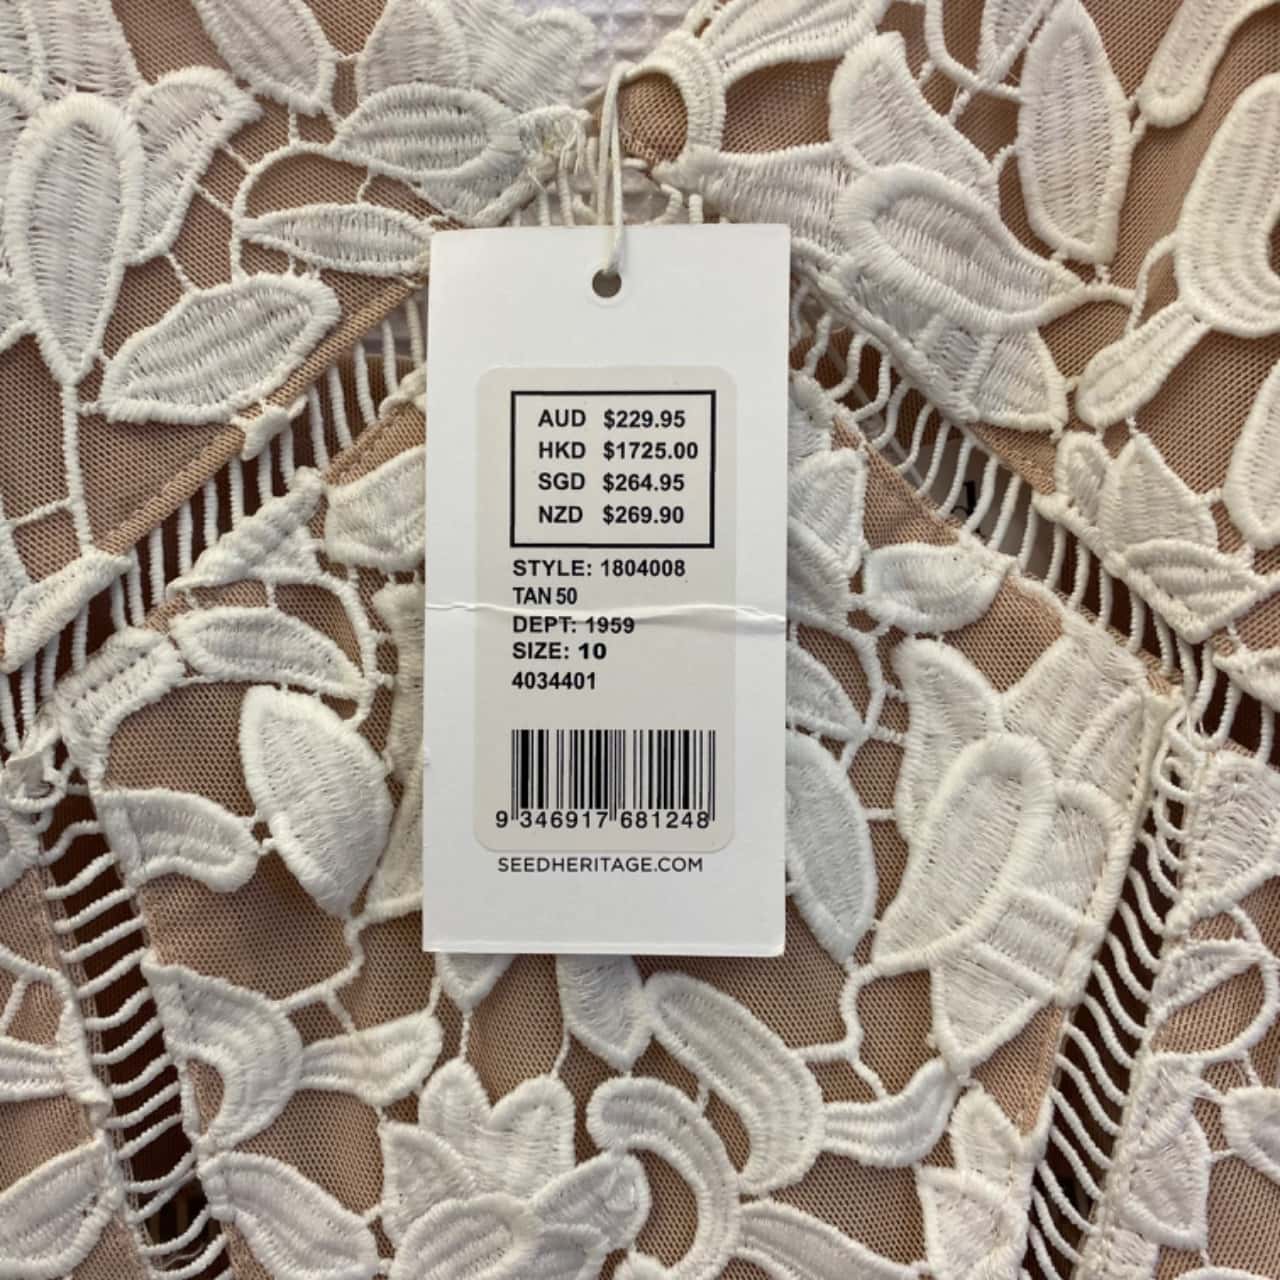 AUD $229.95
HKD $1725.00
SGD $264.95
NZD $269.90
STYLE: 1804008
TAN 50
DEPT: 1959
SIZE: 10
4034401
9 346917 681248
SEEDHERITAGE.COM